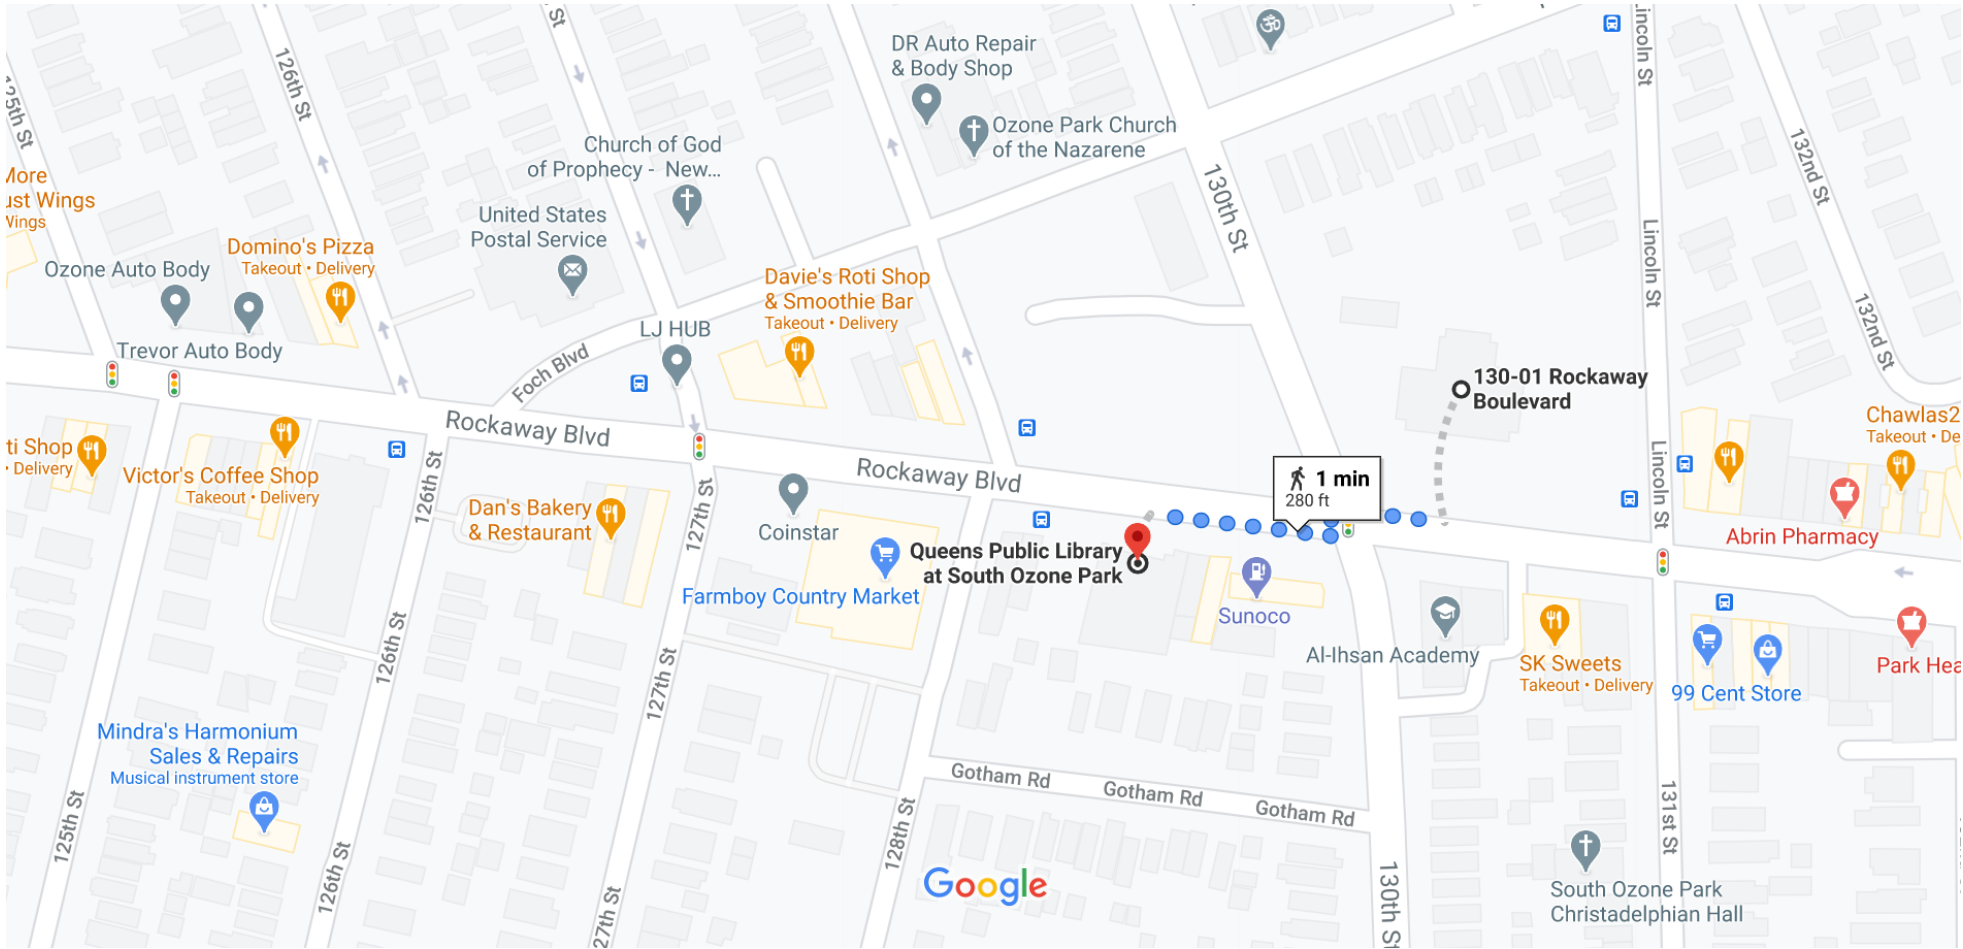 St
Lincoln St
125th St
126th St
DR Auto Repair
& Body Shop
Ozone Park Church
of the Nazarene
Church of God
of Prophecy - New...
132nd St
More
ust Wings
Wings
130th St
United States
Postal Service
Domino's Pizza
Takeout • Delivery
Ozone Auto Body
Davie's Roti Shop
& Smoothie Bar
Takeout • Delivery
Lincoln St
132nd St
LJ HUB
Trevor Auto Body
Foch Blvd
130-01 Rockaway
Boulevard
Rockaway Blvd
Chawlas2
Takeout • De
ti Shop
• Delivery
Victor's Coffee Shop
Takeout • Delivery
126th St
Rockaway Blvd
1 min
280 ft
Lincoln St
Dan's Bakery
& Restaurant
127th St
Coinstar
Abrin Pharmacy
Queens Public Library
at South Ozone Park
Farmboy Country Market
Sunoco
Al-Ihsan Academy
126th St
127th St
SK Sweets
Takeout • Delivery
99 Cent Store
Park Hea
Mindra's Harmonium
Sales & Repairs
Musical instrument store
Gotham Rd
Gotham Rd
Gotham Rd
125th St
126th St
128th St
131st St
Google
130th St
27th St
South Ozone Park
Christadelphian Hall